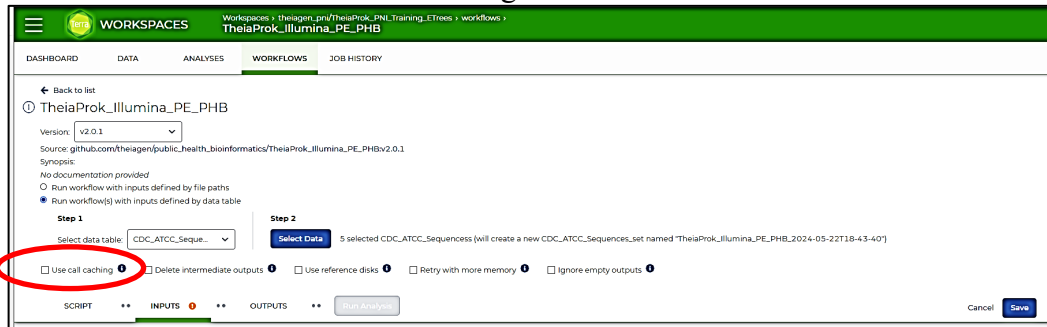 Terra
WORKSPACES
Workspaces › theiagen_pni/TheiaProk_PNI_Training_ETrees › workflows ›
TheiaProk_Illumina_PE_PHB
DASHBOARD DATA ANALYSES WORKFLOWS JOB HISTORY
← Back to list
TheiaProk_Illumina_PE_PHB
Version: v2.0.1
Source: github.com/theiagen/public_health_bioinformatics/TheiaProk_Illumina_PE_PHB:v2.0.1
Synopsis:
No documentation provided
Run workflow with inputs defined by file paths
Run workflow(s) with inputs defined by data table
Step 1 Step 2
Select data table: CDC_ATCC_Seque... Select Data 5 selected CDC_ATCC_Sequencess (will create a new CDC_ATCC_Sequences_set named "TheiaProk_Illumina_PE_PHB_2024-05-22T18-43-40")
Use call caching Delete intermediate outputs Use reference disks Retry with more memory Ignore empty outputs
SCRIPT •• INPUTS •• OUTPUTS •• Run Analysis Cancel Save